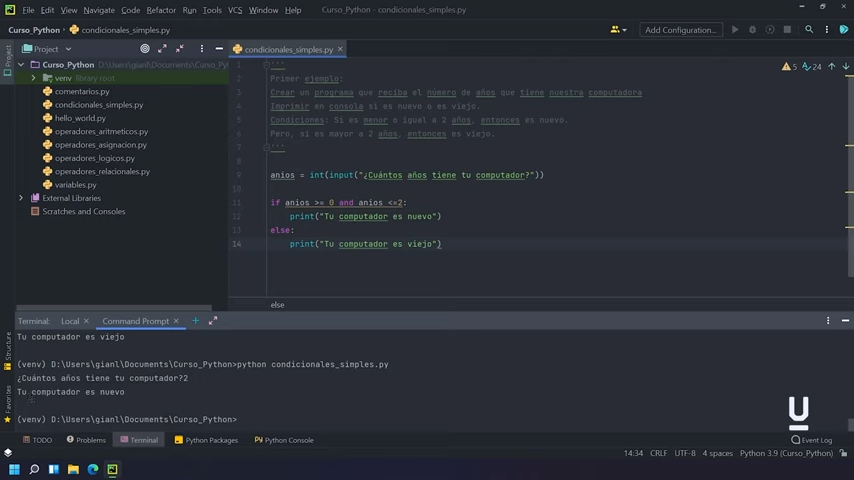 File Edit View Navigate Code Refactor Run Tools VCS Window Help Curso_Python - condicionales_simples.py
Curso_Python condicionales_simples.py Add Configuration...
Project condicionales_simples.py
Curso_Python D:\Users\gianl\Documents\Curso_Py
venv library root
comentarios.py
condicionales_simples.py
hello_world.py
operadores_aritmeticos.py
operadores_asignacion.py
operadores_logicos.py
operadores_relacionales.py
variables.py
External Libraries
Scratches and Consoles
Project
5 24
1 '''
2 Primer ejemplo:
3 Crear un programa que reciba el número de años que tiene nuestra computadora
4 Imprimir en consola si es nuevo o es viejo.
5 Condiciones: Si es menor o igual a 2 años, entonces es nuevo.
6 Pero, si es mayor a 2 años, entonces es viejo.
7 '''
8
9 anios = int(input("¿Cuántos años tiene tu computador?"))
10
11 if anios >= 0 and anios <=2:
12 print("Tu computador es nuevo")
13 else:
14 print("Tu computador es viejo")
else
Terminal: Local Command Prompt
Tu computador es viejo
(venv) D:\Users\gianl\Documents\Curso_Python>python condicionales_simples.py
¿Cuántos años tiene tu computador?2
Tu computador es nuevo
(venv) D:\Users\gianl\Documents\Curso_Python>
Structure
Favorites
U
TODO Problems Terminal Python Packages Python Console Event Log
14:34 CRLF UTF-8 4 spaces Python 3.9 (Curso_Python)